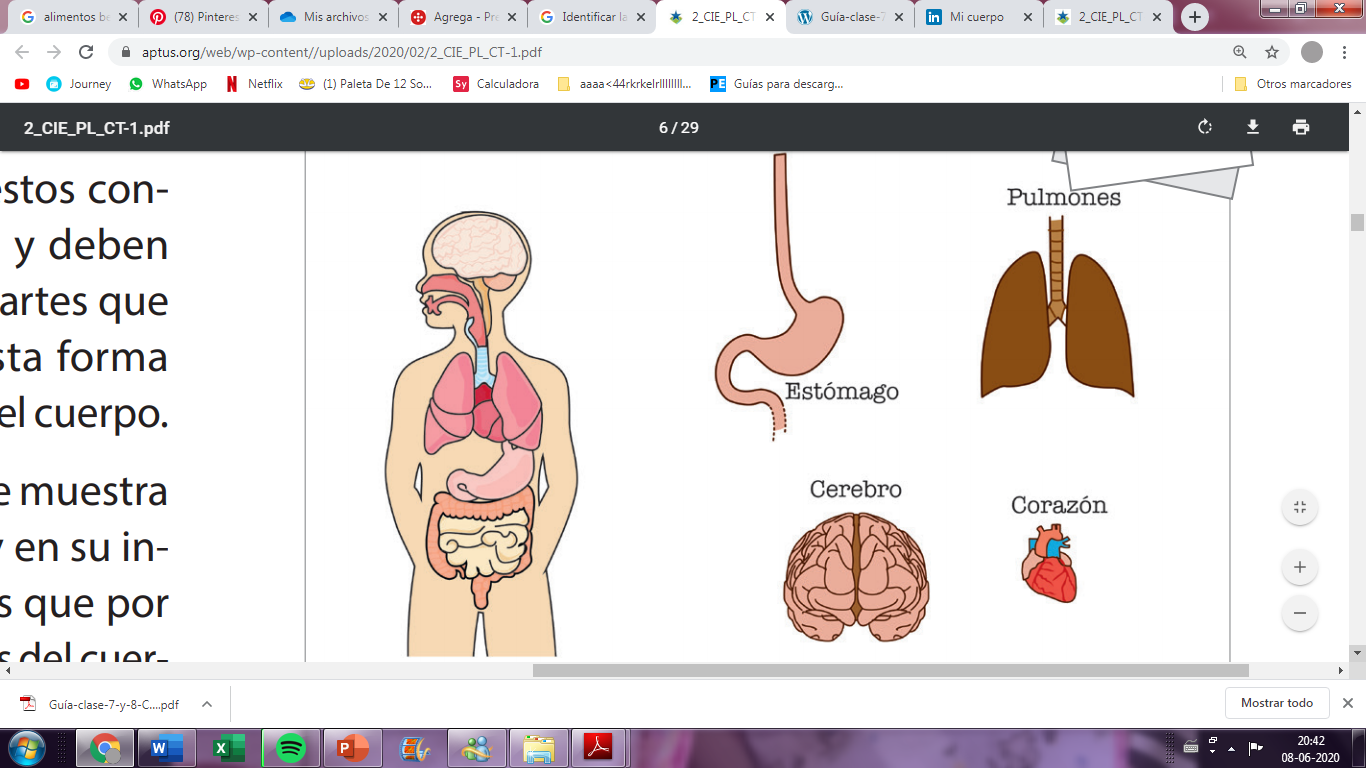 alimentos be
(78) Pinteres
Mis archivos
Agrega - Pre
Identificar la
2_CIE_PL_CT
Guía-clase-7
Mi cuerpo
2_CIE_PL_CT
aptus.org/web/wp-content//uploads/2020/02/2_CIE_PL_CT-1.pdf
Journey
WhatsApp
Netflix
(1) Paleta De 12 So...
Sy Calculadora
aaaa<44rkrkelrllllllll...
PE Guías para descarg...
Otros marcadores
2_CIE_PL_CT-1.pdf
6 / 29
estos con-
y deben
artes que
sta forma
el cuerpo.
e muestra
y en su in-
s que por
s del cuer-
Pulmones
Estómago
Cerebro
Corazón
Guía-clase-7-y-8-C....pdf
Mostrar todo
20:42
08-06-2020